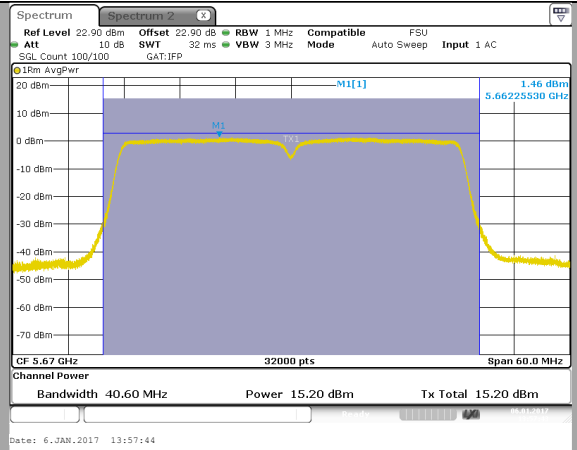 Spectrum Spectrum 2 X
Ref Level 22.90 dBm Offset 22.90 dB RBW 1 MHz Compatible FSU
Att 10 dB SWT 32 ms VBW 3 MHz Mode Auto Sweep Input 1 AC
SGL Count 100/100 GAT:IFP
1Rm AvgPwr
20 dBm M1[1] 1.46 dBm
5.66225530 GHz
10 dBm
M1
0 dBm TX1
-10 dBm
-20 dBm
-30 dBm
-40 dBm
-50 dBm
-60 dBm
-70 dBm
CF 5.67 GHz 32000 pts Span 60.0 MHz
Channel Power
Bandwidth 40.60 MHz Power 15.20 dBm Tx Total 15.20 dBm
Ready 06.01.2017
Date: 6.JAN.2017 13:57:44